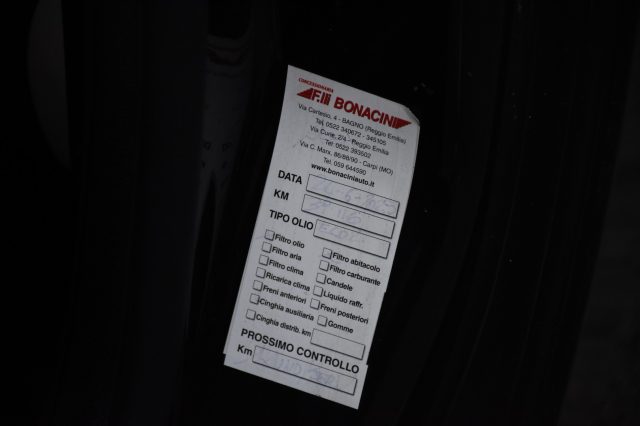 CONCESSIONARIA
F.lli BONACINI
Via Cartesio, 4 - BAGNO (Reggio Emilia)
Tel. 0522 340672 - 345105
Via Curie, 2/4 - Reggio Emilia
Tel. 0522 393502
Via C. Marx, 86/88/90 - Carpi (MO)
Tel. 059 644590
www.bonaciniauto.it
DATA
KM
TIPO OLIO
Filtro olio Filtro abitacolo
Filtro aria Filtro carburante
Filtro clima Candele
Ricarica clima Liquido raffr.
Freni anteriori Freni posteriori
Cinghia ausiliaria Gomme
Cinghia distrib. km
PROSSIMO CONTROLLO
Km